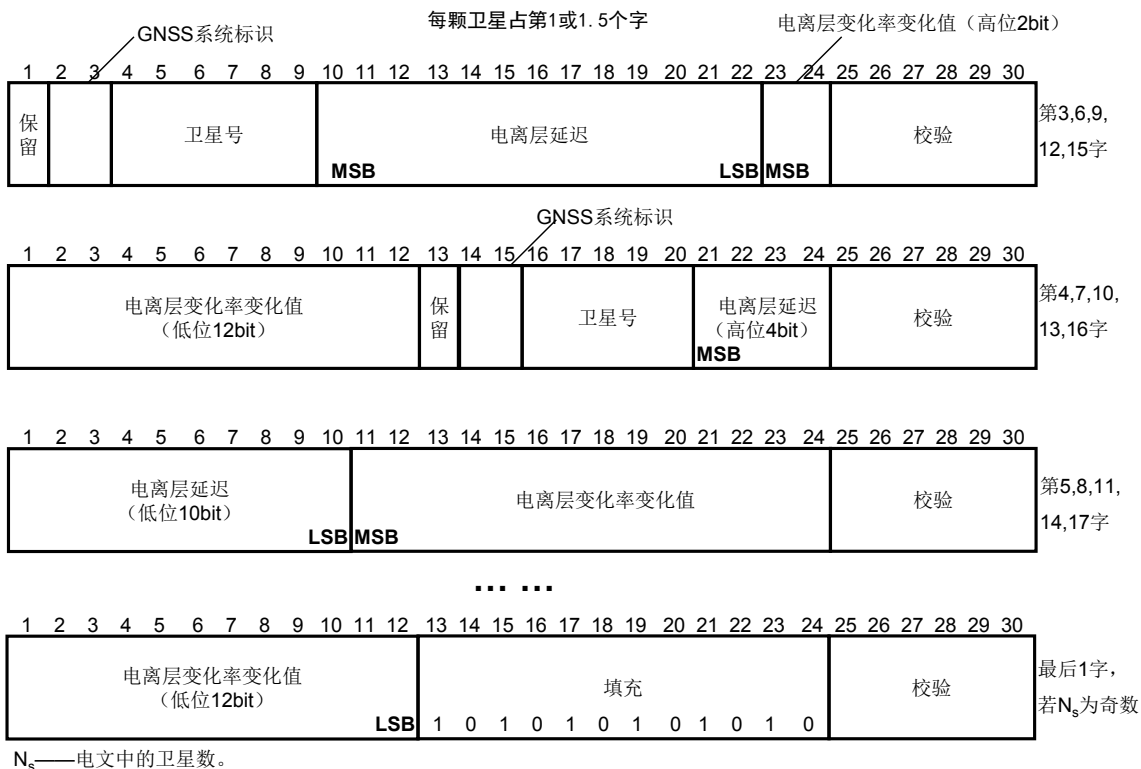 每颗卫星占第1或1.5个字
GNSS系统标识
电离层变化率变化值（高位2bit）
1 2 3 4 5 6 7 8 9 10 11 12 13 14 15 16 17 18 19 20 21 22 23 24 25 26 27 28 29 30
保留
卫星号
电离层延迟
MSB
LSB
MSB
校验
第3,6,9,
12,15字
GNSS系统标识
1 2 3 4 5 6 7 8 9 10 11 12 13 14 15 16 17 18 19 20 21 22 23 24 25 26 27 28 29 30
电离层变化率变化值
（低位12bit）
保留
卫星号
电离层延迟
（高位4bit）
MSB
校验
第4,7,10,
13,16字
1 2 3 4 5 6 7 8 9 10 11 12 13 14 15 16 17 18 19 20 21 22 23 24 25 26 27 28 29 30
电离层延迟
（低位10bit）
LSB
MSB
电离层变化率变化值
校验
第5,8,11,
14,17字
... ...
1 2 3 4 5 6 7 8 9 10 11 12 13 14 15 16 17 18 19 20 21 22 23 24 25 26 27 28 29 30
电离层变化率变化值
（低位12bit）
LSB
填充
1 0 1 0 1 0 1 0 1 0 1 0
校验
最后1字，
若Ns为奇数
Ns——电文中的卫星数。